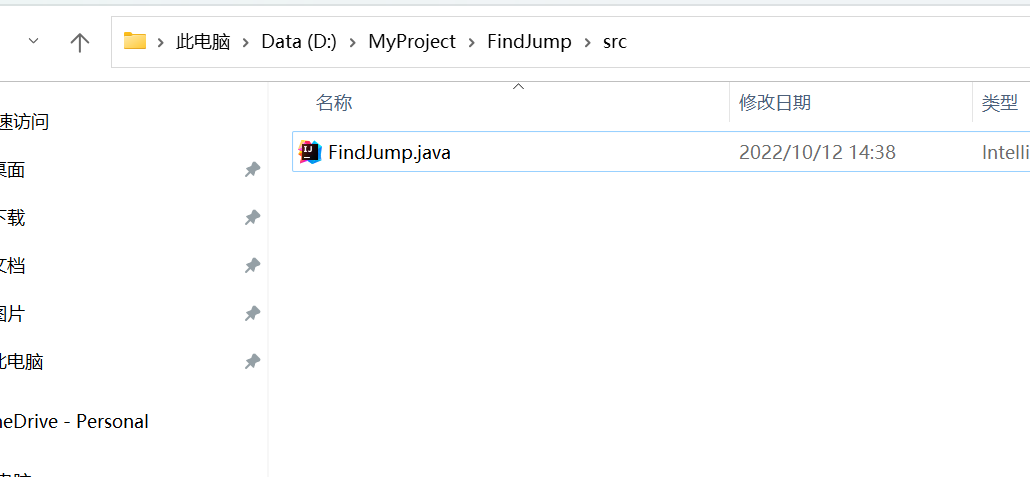 此电脑 > Data (D:) > MyProject > FindJump > src
名称 修改日期 类型
速访问
FindJump.java 2022/10/12 14:38 Intelli
桌面
下载
文档
图片
此电脑
neDrive - Personal